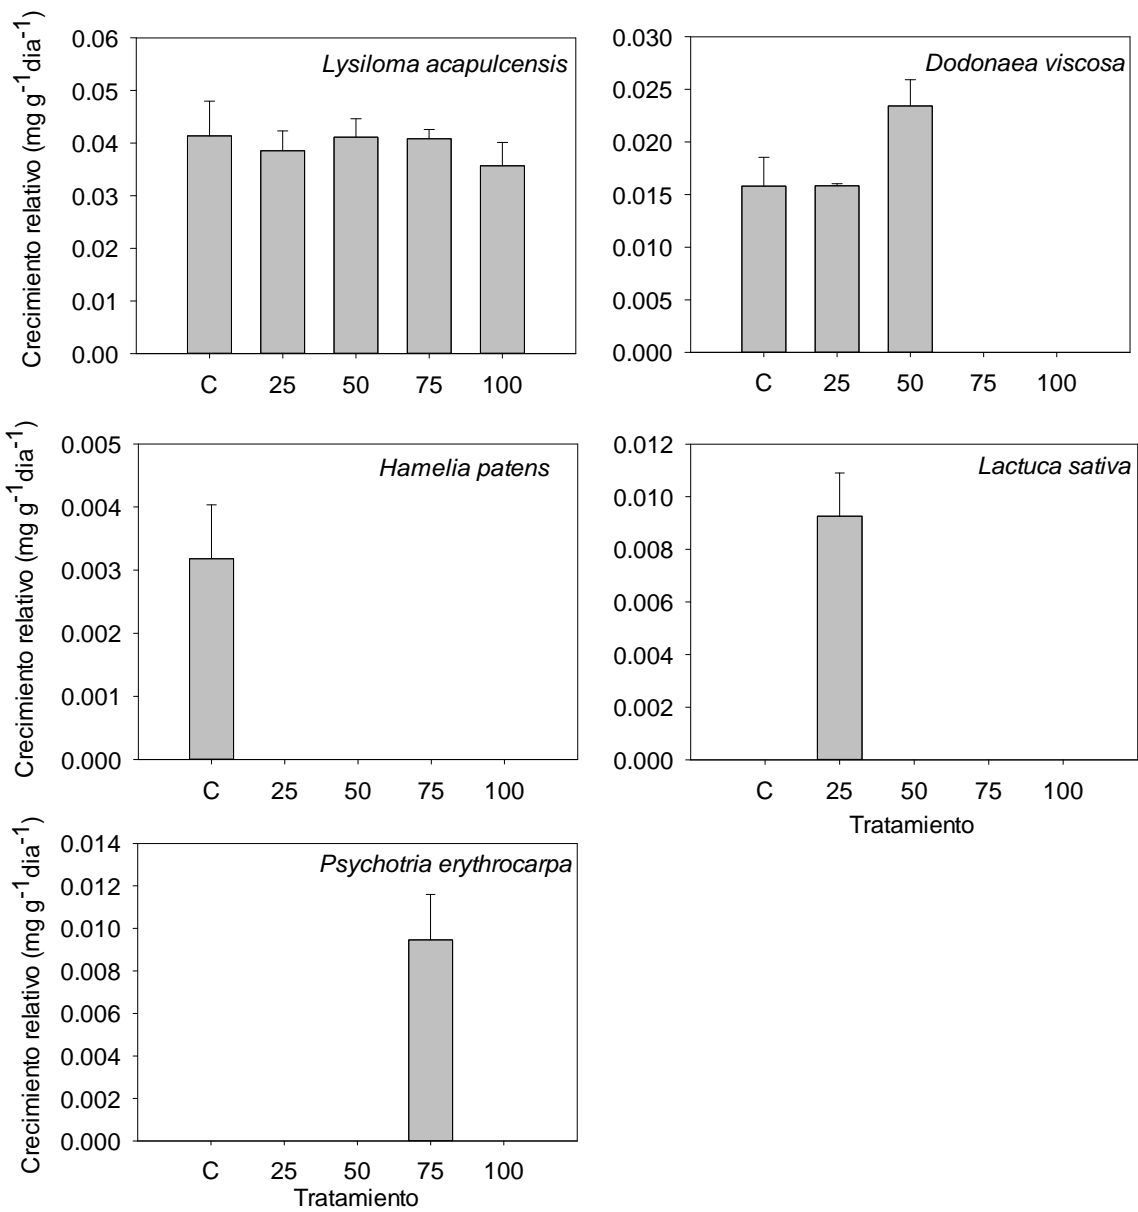 Crecimiento relativo (mg g⁻¹dia⁻¹)
0.06
0.05
0.04
0.03
0.02
0.01
0.00
Lysiloma acapulcensis
C 25 50 75 100
0.030
0.025
0.020
0.015
0.010
0.005
0.000
Dodonaea viscosa
C 25 50 75 100
Crecimiento relativo (mg g⁻¹dia⁻¹)
0.005
0.004
0.003
0.002
0.001
0.000
Hamelia patens
C 25 50 75 100
0.012
0.010
0.008
0.006
0.004
0.002
0.000
Lactuca sativa
C 25 50 75 100
Tratamiento
Crecimiento relativo (mg g⁻¹dia⁻¹)
0.014
0.012
0.010
0.008
0.006
0.004
0.002
0.000
Psychotria erythrocarpa
C 25 50 75 100
Tratamiento